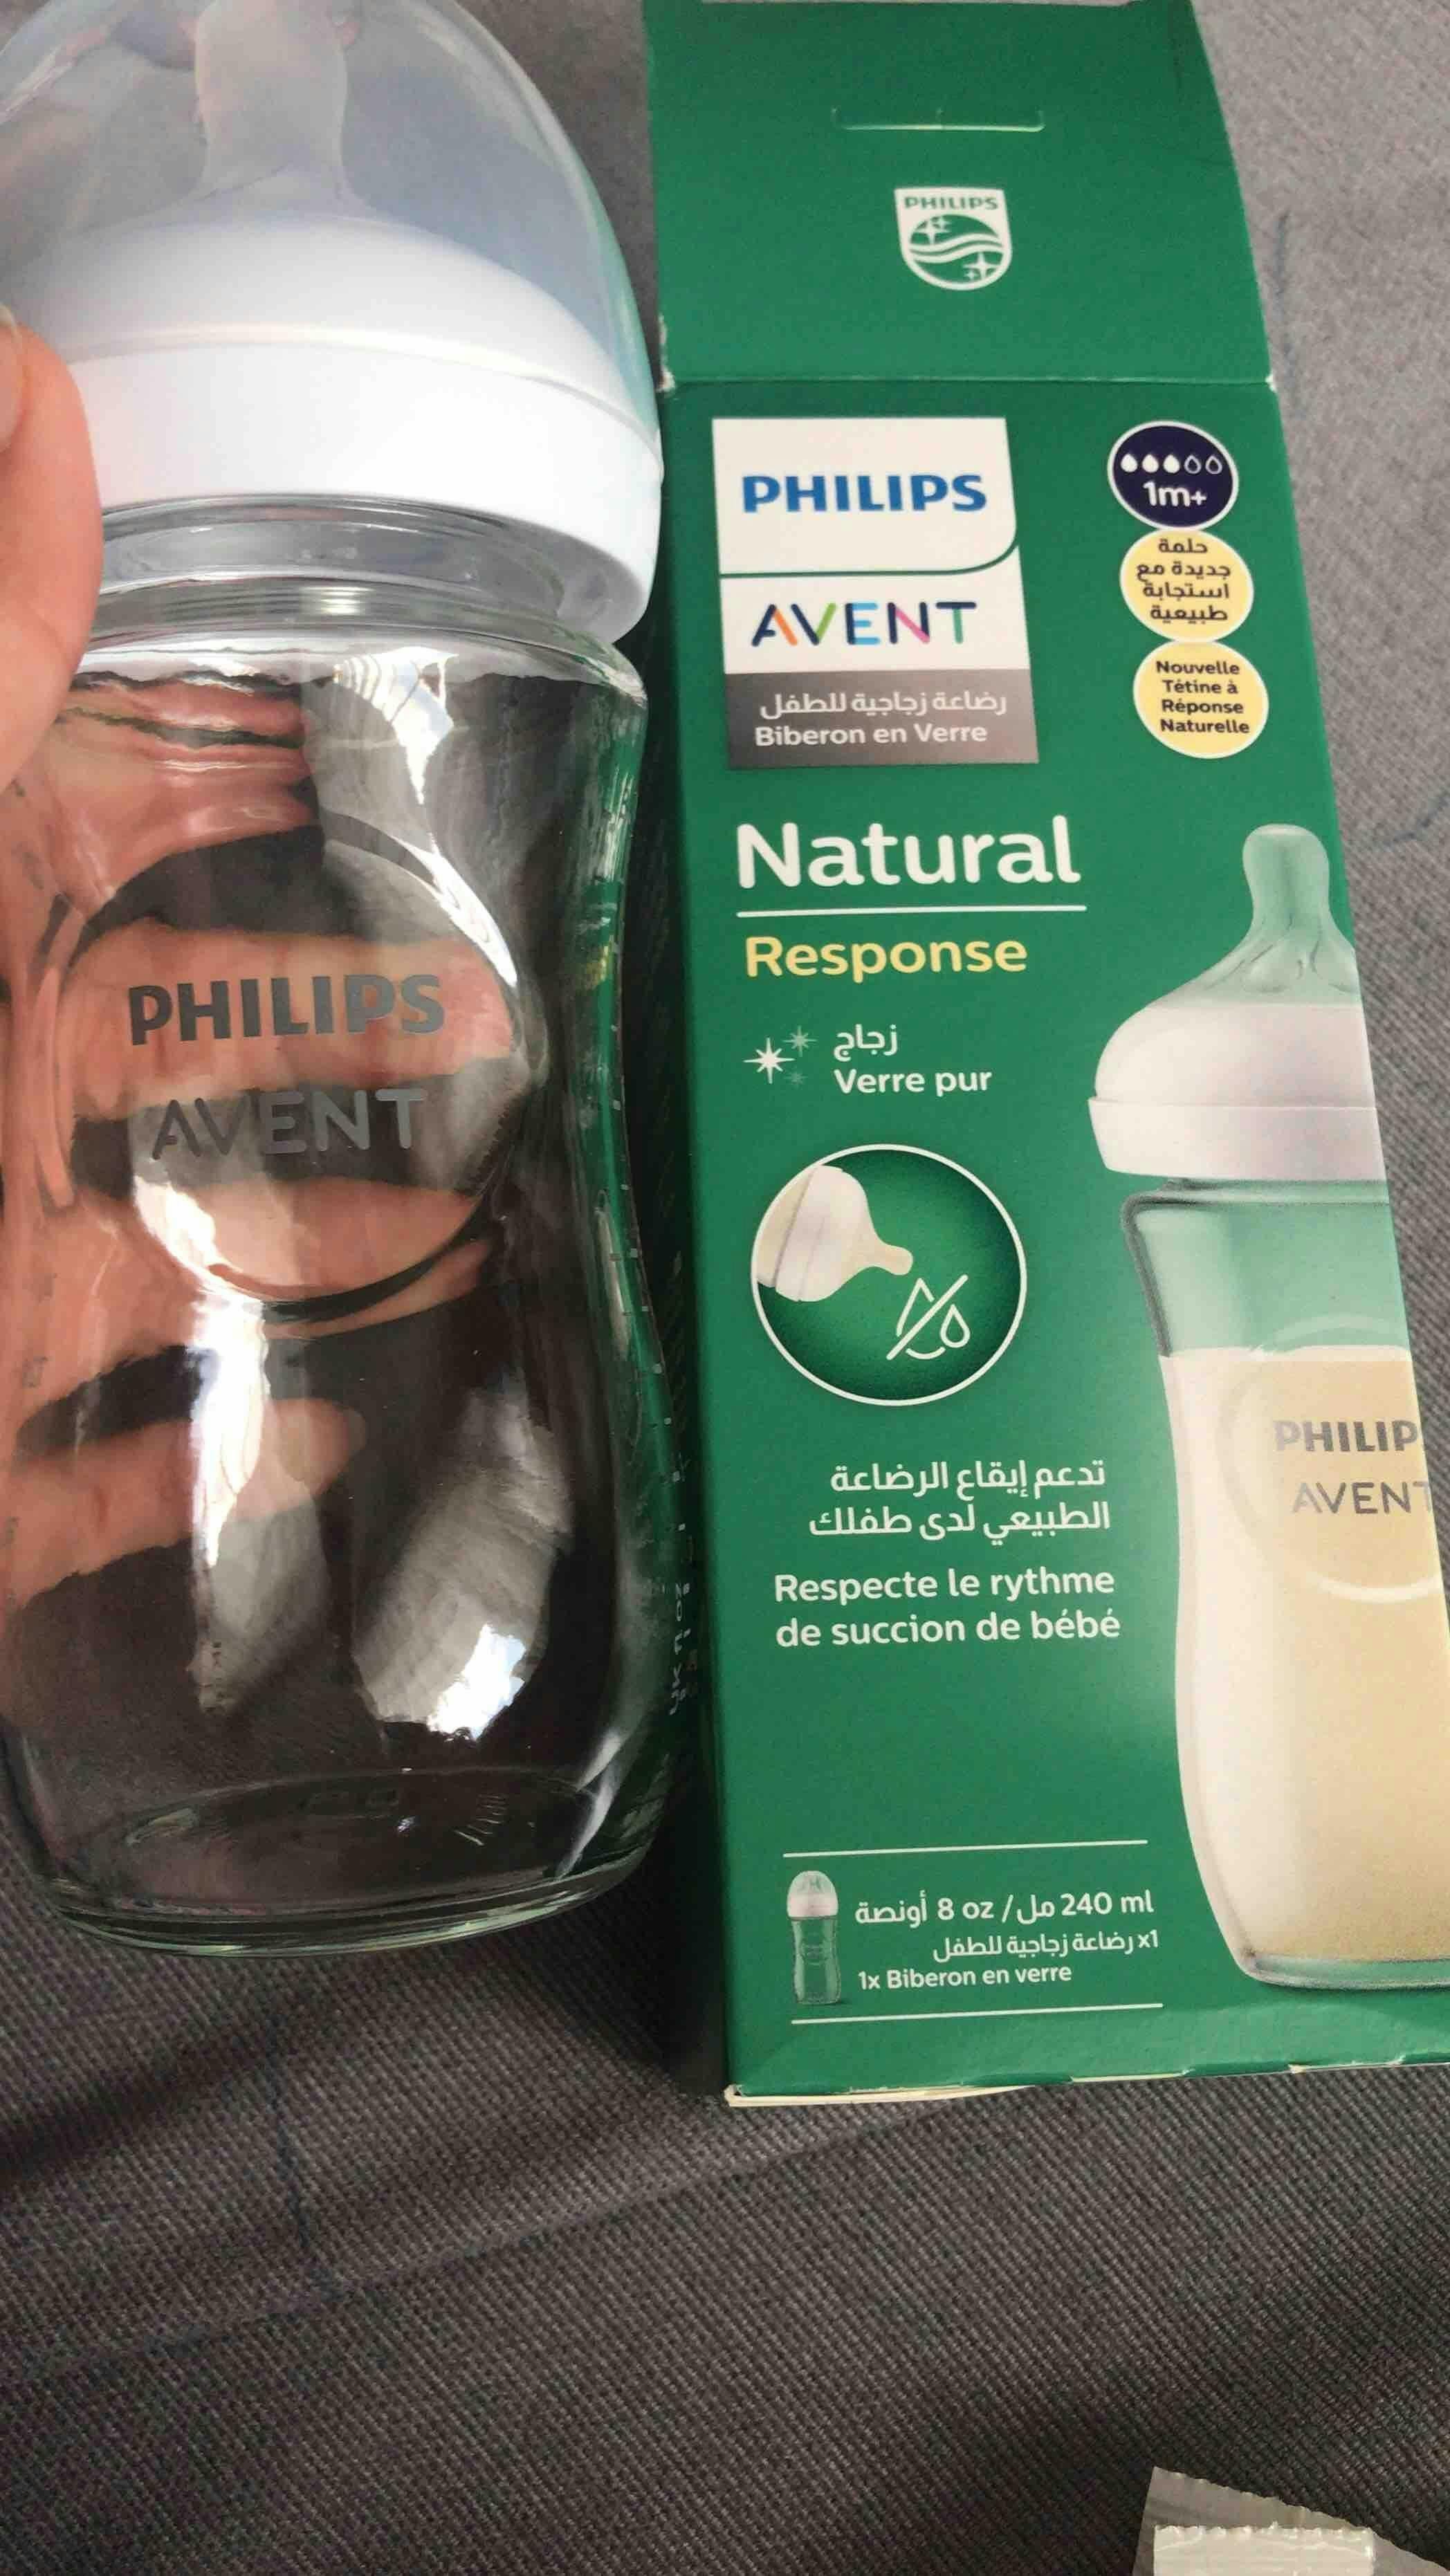 PHILIPS
AVENT
PHILIPS
PHILIPS
AVENT
رضاعة زجاجية للطفل
Biberon en Verre
1m+
حلمة
جديدة مع
استجابة
طبيعية
Nouvelle
Tétine à
Réponse
Naturelle
Natural
Response
زجاج
Verre pur
تدعم إيقاع الرضاعة
الطبيعي لدى طفلك
Respecte le rythme
de succion de bébé
PHILIP
AVENT
240 ml مل/ 8 oz أونصة
x1 رضاعة زجاجية للطفل
1x Biberon en verre